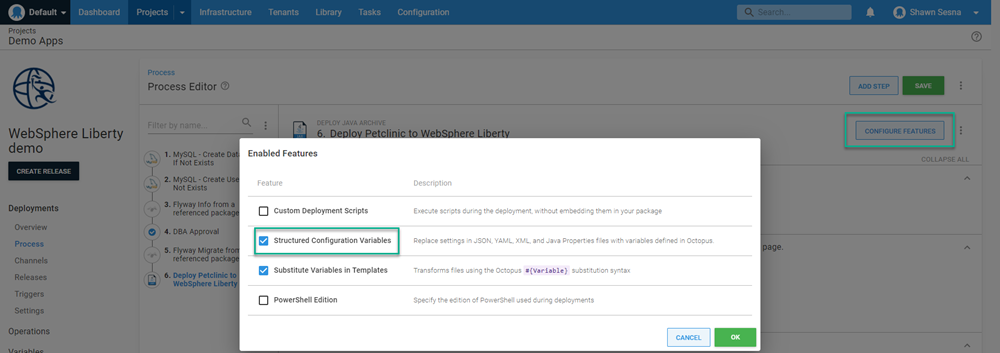 Default Dashboard Projects Infrastructure Tenants Library Tasks Configuration Search... Shawn Sesna
Projects
Demo Apps
WebSphere Liberty
demo
CREATE RELEASE
Deployments
Overview
Process
Channels
Releases
Triggers
Settings
Operations
Variables
Process
Process Editor
ADD STEP
SAVE
Filter by name...
1. MySQL - Create Data
If Not Exists
2. MySQL - Create Use
Not Exists
3. Flyway Info from a
referenced package
4. DBA Approval
5. Flyway Migrate from
referenced package
6. Deploy Petclinic to
WebSphere Liberty
DEPLOY JAVA ARCHIVE
6. Deploy Petclinic to WebSphere Liberty
CONFIGURE FEATURES
COLLAPSE ALL
page.
Enabled Features
Feature Description
Custom Deployment Scripts Execute scripts during the deployment, without embedding them in your package
Structured Configuration Variables Replace settings in JSON, YAML, XML, and Java Properties files with variables defined in Octopus.
Substitute Variables in Templates Transforms files using the Octopus #{Variable} substitution syntax
PowerShell Edition Specify the edition of PowerShell used during deployments
CANCEL OK